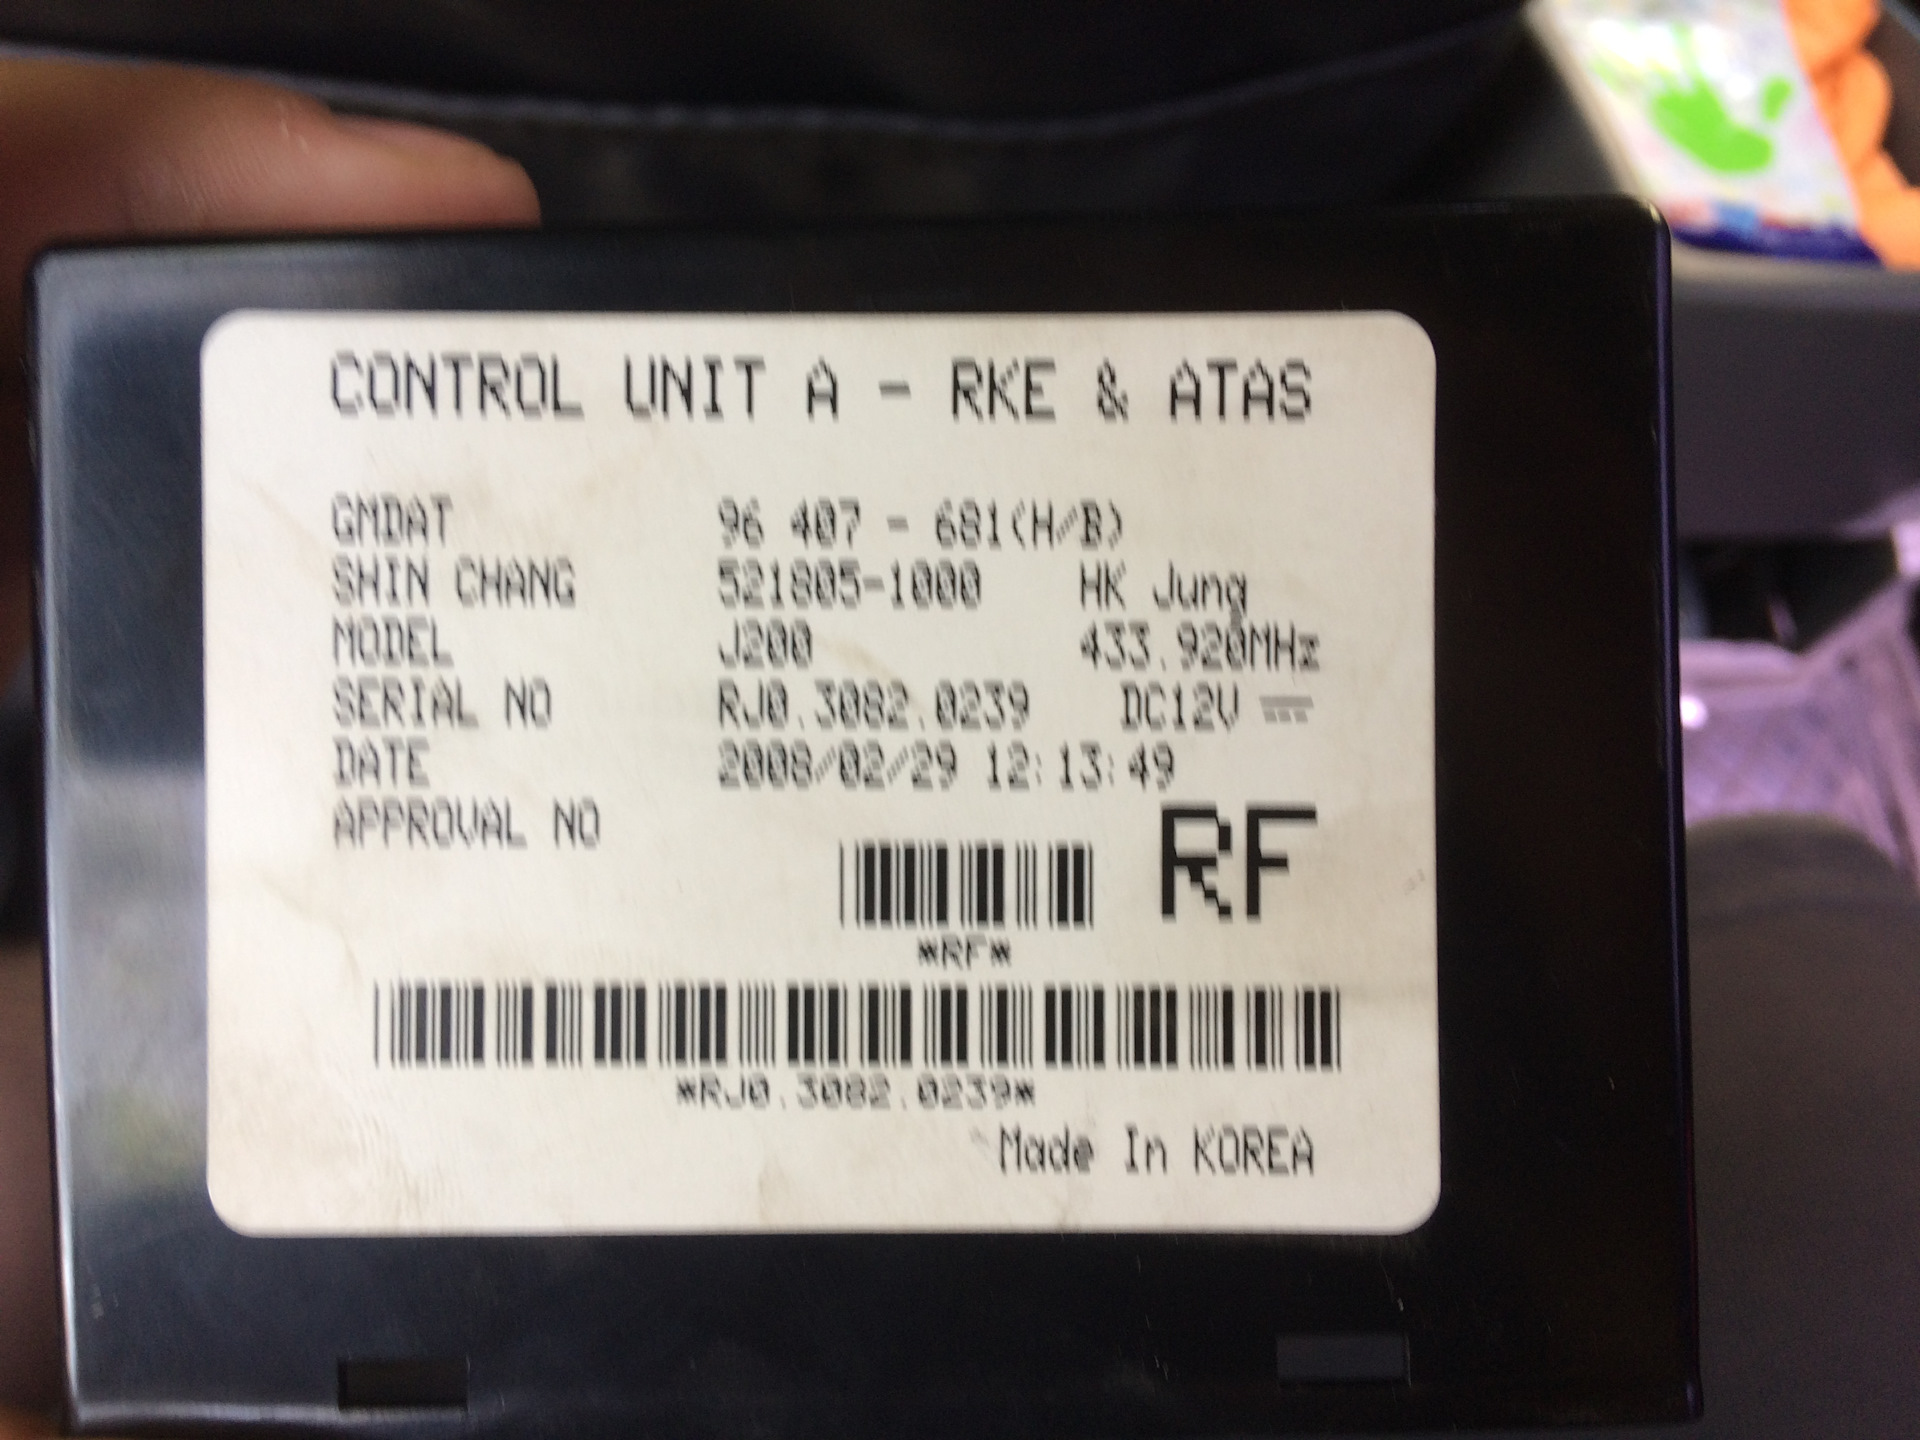 CONTROL UNIT A - RKE & ATAS
GMDAT 96 407 - 681(H/B)
SHIN CHANG 521805-1000 HK Jung
MODEL J200 433.920MHz
SERIAL NO RJ0.3082.0239 DC12V
DATE 2008/02/29 12:13:49
APPROVAL NO
RF
*RF*
*RJ0.3082.0239*
Made In KOREA